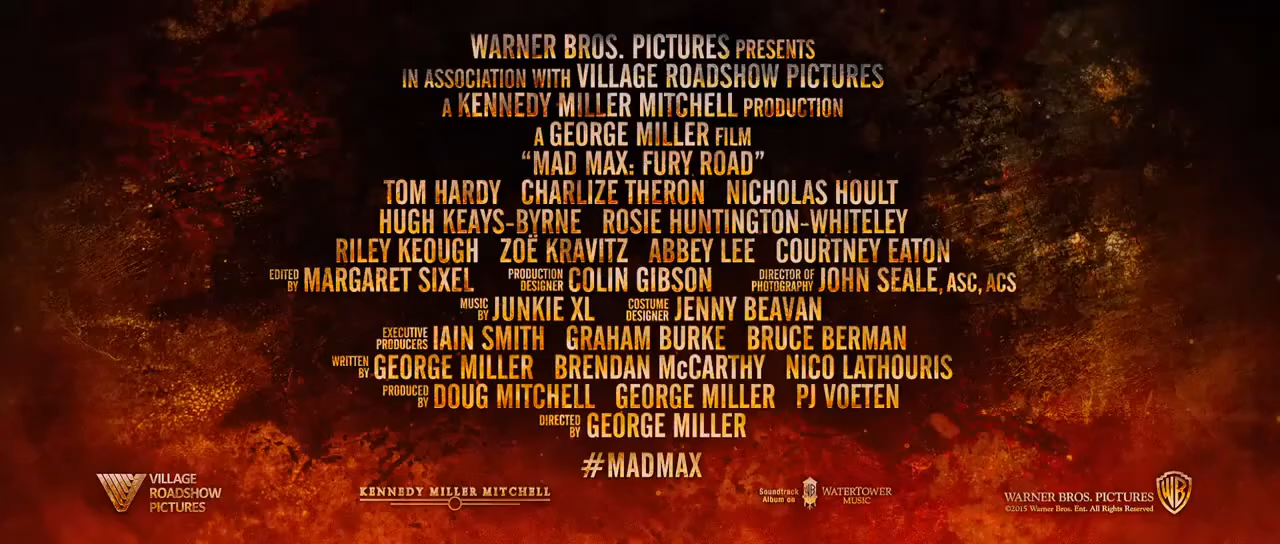 WARNER BROS. PICTURES PRESENTS
IN ASSOCIATION WITH VILLAGE ROADSHOW PICTURES
A KENNEDY MILLER MITCHELL PRODUCTION
A GEORGE MILLER FILM
“MAD MAX: FURY ROAD”
TOM HARDY CHARLIZE THERON NICHOLAS HOULT
HUGH KEAYS-BYRNE ROSIE HUNTINGTON-WHITELEY
RILEY KEOUGH ZOË KRAVITZ ABBEY LEE COURTNEY EATON
EDITED BY MARGARET SIXEL PRODUCTION DESIGNER COLIN GIBSON DIRECTOR OF PHOTOGRAPHY JOHN SEALE, ASC, ACS
MUSIC BY JUNKIE XL COSTUME DESIGNER JENNY BEAVAN
EXECUTIVE PRODUCERS IAIN SMITH GRAHAM BURKE BRUCE BERMAN
WRITTEN BY GEORGE MILLER BRENDAN McCARTHY NICO LATHOURIS
PRODUCED BY DOUG MITCHELL GEORGE MILLER PJ VOETEN
DIRECTED BY GEORGE MILLER
#MADMAX
VILLAGE
ROADSHOW
PICTURES
KENNEDY MILLER MITCHELL
Soundtrack
Album on
WB
WATERTOWER
MUSIC
WARNER BROS. PICTURES
©2015 Warner Bros. Ent. All Rights Reserved
WB